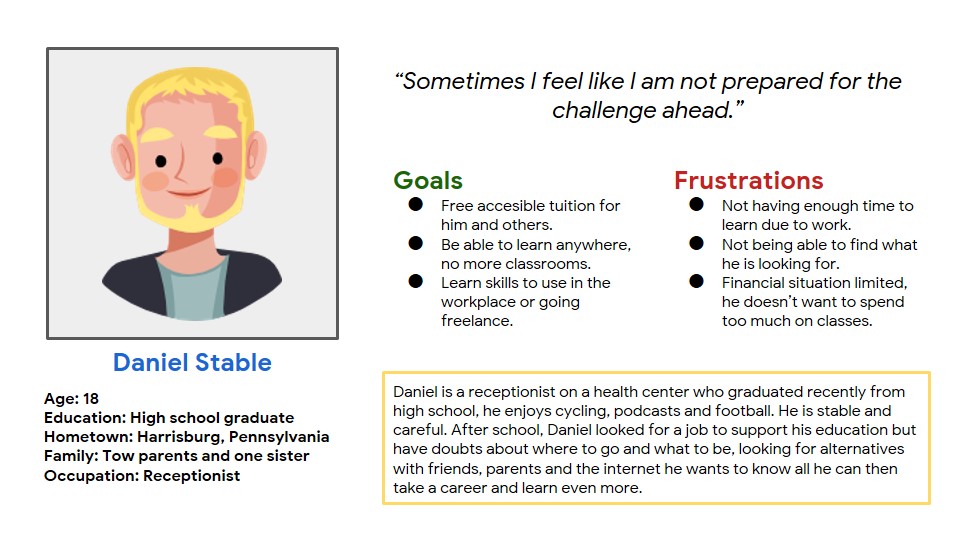 “Sometimes I feel like I am not prepared for the
challenge ahead.”
Goals
● Free accesible tuition for
him and others.
● Be able to learn anywhere,
no more classrooms.
● Learn skills to use in the
workplace or going
freelance.
Frustrations
● Not having enough time to
learn due to work.
● Not being able to find what
he is looking for.
● Financial situation limited,
he doesn’t want to spend
too much on classes.
Daniel Stable
Age: 18
Education: High school graduate
Hometown: Harrisburg, Pennsylvania
Family: Tow parents and one sister
Occupation: Receptionist
Daniel is a receptionist on a health center who graduated recently from
high school, he enjoys cycling, podcasts and football. He is stable and
careful. After school, Daniel looked for a job to support his education but
have doubts about where to go and what to be, looking for alternatives
with friends, parents and the internet he wants to know all he can then
take a career and learn even more.